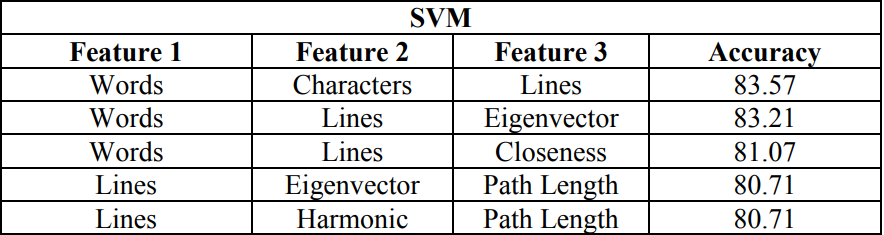 SVM
Feature 1 Feature 2 Feature 3 Accuracy
Words Characters Lines 83.57
Words Lines Eigenvector 83.21
Words Lines Closeness 81.07
Lines Eigenvector Path Length 80.71
Lines Harmonic Path Length 80.71